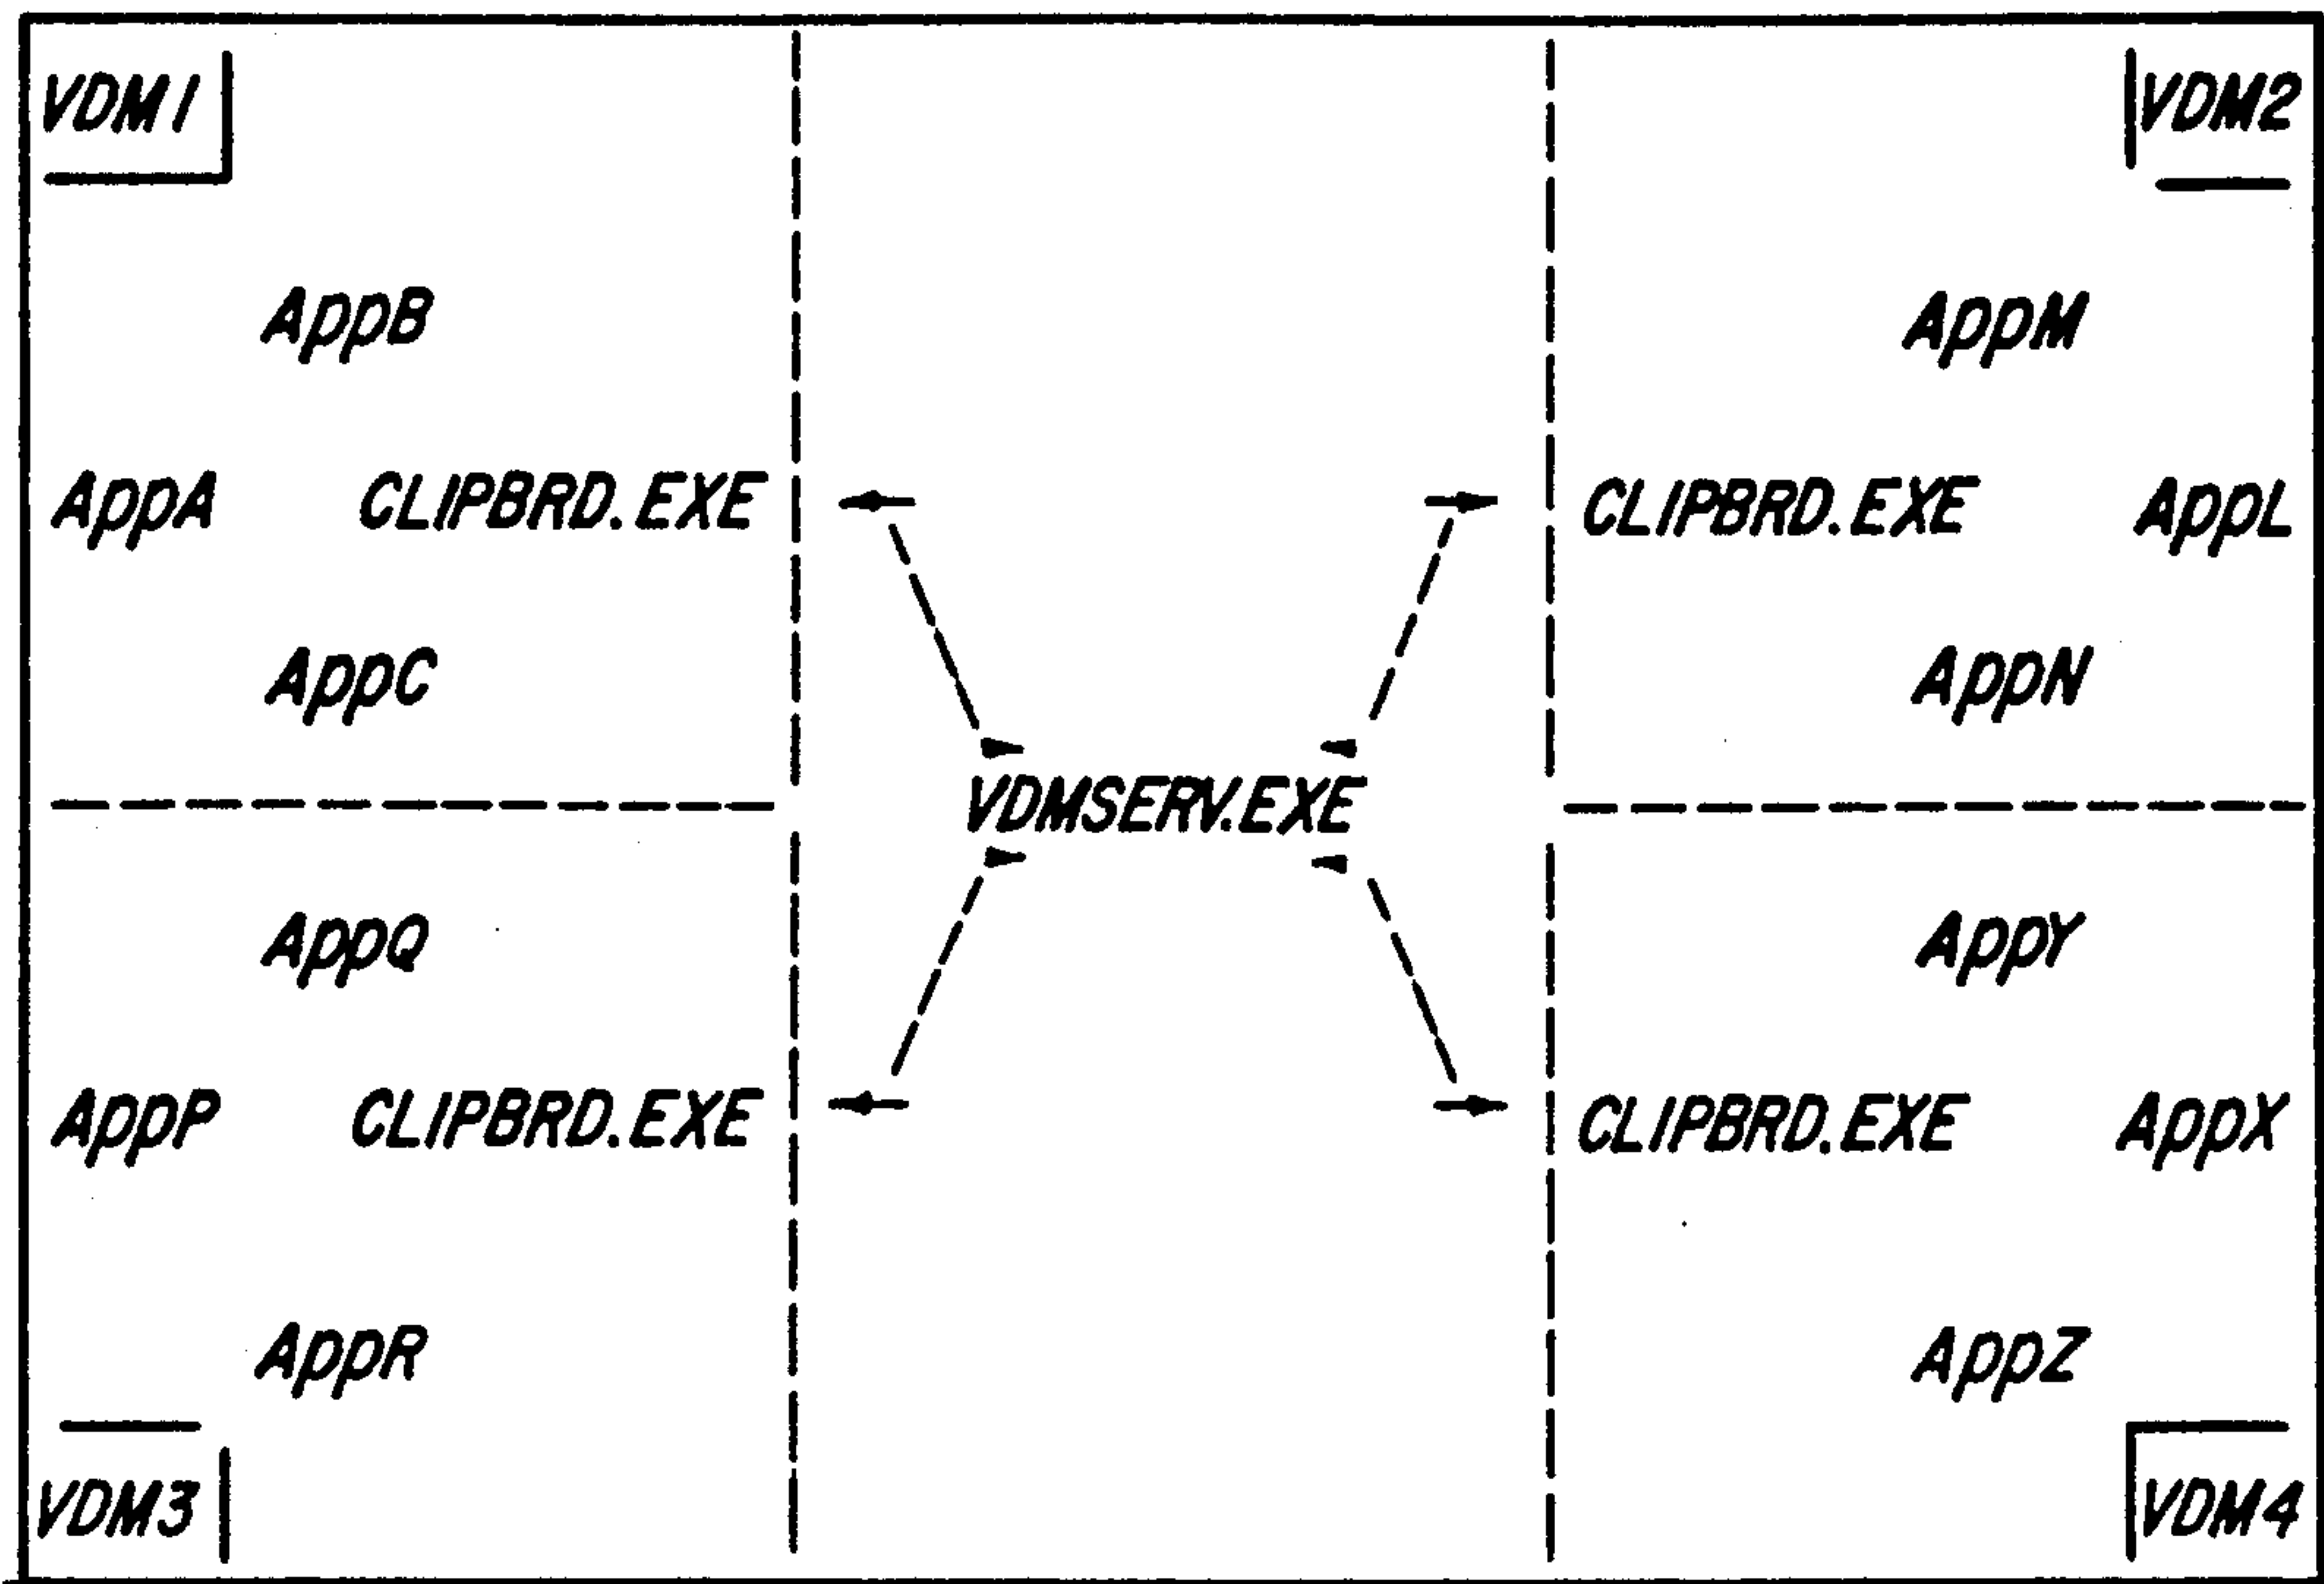 VDM1
VDM2
AppB
AppM
AppA
CLIPBRD.EXE
CLIPBRD.EXE
AppL
AppC
AppN
VDMSERV.EXE
AppQ
AppY
AppP
CLIPBRD.EXE
CLIPBRD.EXE
AppX
AppR
AppZ
VDM3
VDM4